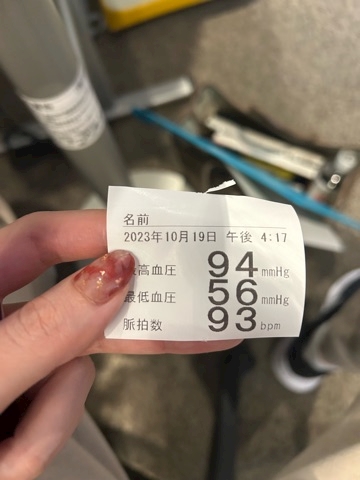 名前
2023年10月19日 午後 4:17
最高血圧 94 mmHg
最低血圧 56 mmHg
脈拍数 93 bpm